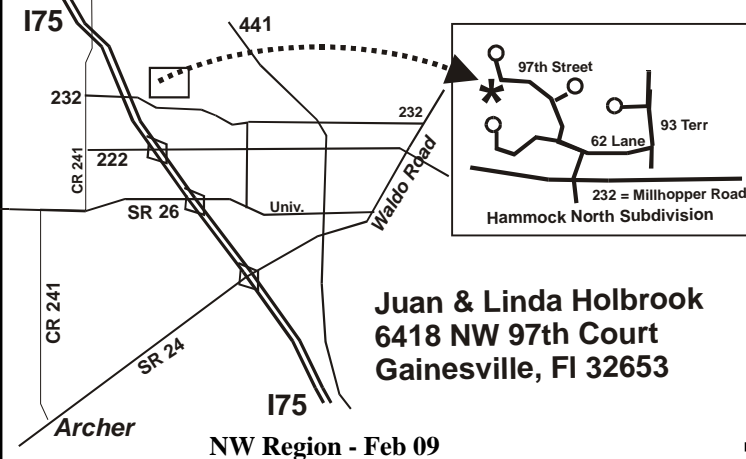 I75
441
232
232
CR 241
222
SR 26
Univ.
Waldo Road
CR 241
SR 24
I75
Archer
97th Street
93 Terr
62 Lane
232 = Millhopper Road
Hammock North Subdivision
Juan & Linda Holbrook
6418 NW 97th Court
Gainesville, Fl 32653
NW Region - Feb 09